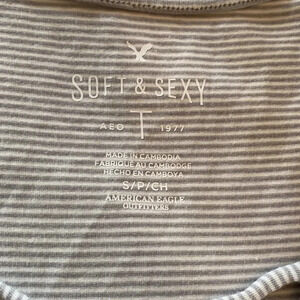 SOFT & SEXY
AEO T 1977
MADE IN CAMBODIA
FABRIQUÉ AU CAMBODGE
HECHO EN CAMBOYA
S/P/CH
AMERICAN EAGLE
OUTFITTERS